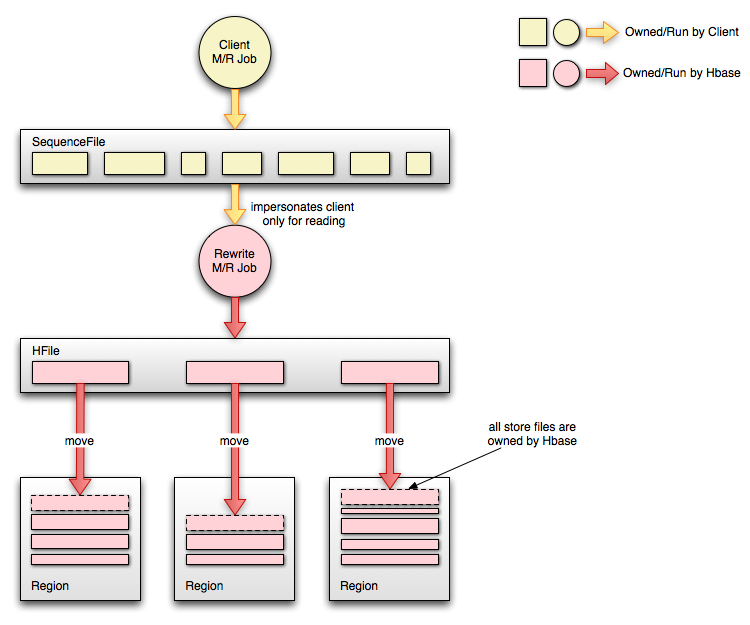 Client
M/R Job
Owned/Run by Client
Owned/Run by Hbase
SequenceFile
impersonates client
only for reading
Rewrite
M/R Job
HFile
move
move
move
all store files are
owned by Hbase
Region
Region
Region